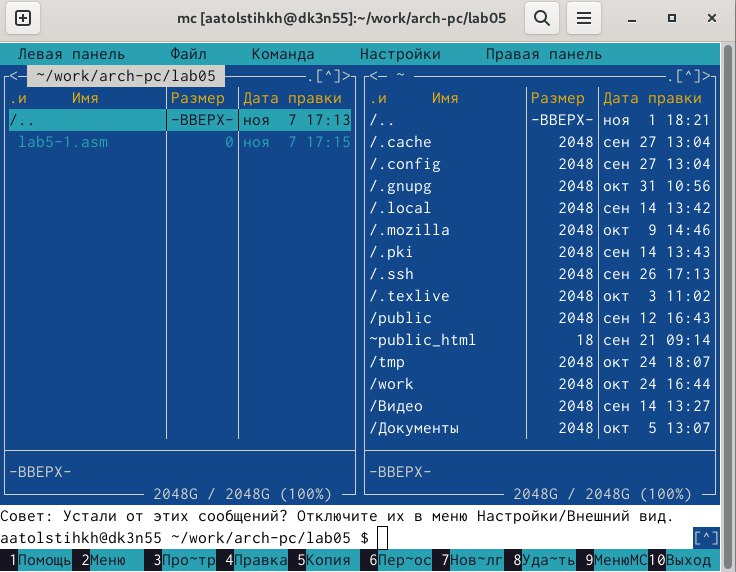 mc [aatolstihkh@dk3n55]:~/work/arch-pc/lab05
Левая панель Файл Команда Настройки Правая панель
<- ~/work/arch-pc/lab05 .[^]>
.и Имя Размер Дата правки
/.. -ВВЕРХ- ноя 7 17:13
lab5-1.asm 0 ноя 7 17:15
-ВВЕРХ-
2048G / 2048G (100%)
<- ~ .[^]>
.и Имя Размер Дата правки
/.. -ВВЕРХ- ноя 1 18:21
/.cache 2048 сен 27 13:04
/.config 2048 сен 27 13:04
/.gnupg 2048 окт 31 10:56
/.local 2048 сен 14 13:42
/.mozilla 2048 окт 9 14:46
/.pki 2048 сен 14 13:43
/.ssh 2048 сен 26 17:13
/.texlive 2048 окт 3 11:02
/public 2048 сен 12 16:43
~public_html 18 сен 21 09:14
/tmp 2048 окт 24 18:07
/work 2048 окт 24 16:44
/Видео 2048 сен 14 13:27
/Документы 2048 окт 5 13:07
-ВВЕРХ-
2048G / 2048G (100%)
Совет: Устали от этих сообщений? Отключите их в меню Настройки/Внешний вид.
aatolstihkh@dk3n55 ~/work/arch-pc/lab05 $ [^]
1Помощь 2Меню 3Про~тр 4Правка 5Копия 6Пер~ос 7Нов~лг 8Уда~ть 9МенюMC 10Выход